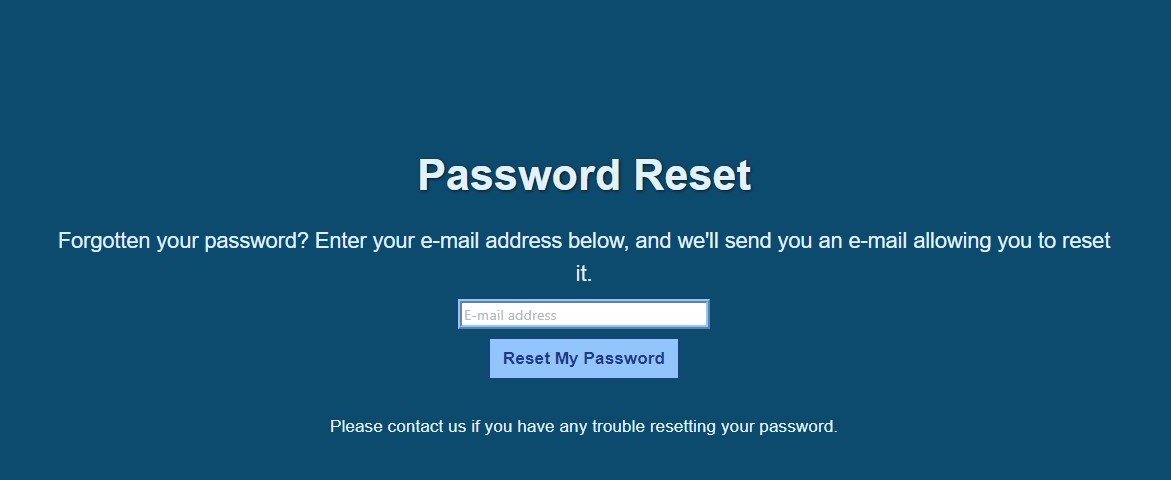 Password Reset
Forgotten your password? Enter your e-mail address below, and we'll send you an e-mail allowing you to reset
it.
E-mail address
Reset My Password
Please contact us if you have any trouble resetting your password.